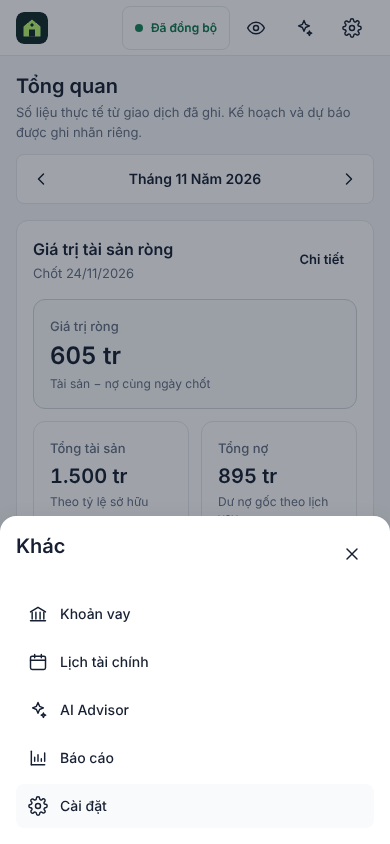 Đã đồng bộ
Tổng quan
Số liệu thực tế từ giao dịch đã ghi. Kế hoạch và dự báo
được ghi nhãn riêng.
Tháng 11 Năm 2026
Giá trị tài sản ròng
Chi tiết
Chốt 24/11/2026
Giá trị ròng
605 tr
Tài sản − nợ cùng ngày chốt
Tổng tài sản
Tổng nợ
1.500 tr
895 tr
Theo tỷ lệ sở hữu
Dư nợ gốc theo lịch
Khác
Khoản vay
Lịch tài chính
AI Advisor
Báo cáo
Cài đặt